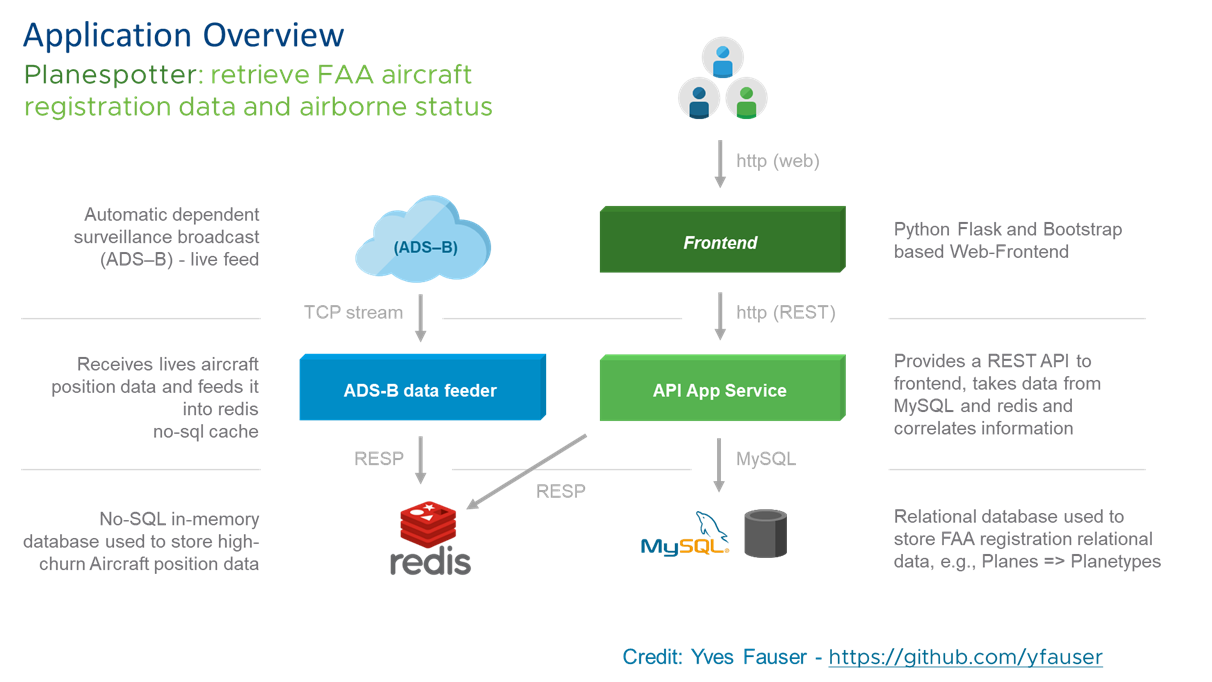 Application Overview
Planespotter: retrieve FAA aircraft
registration data and airborne status
http (web)
Automatic dependent
surveillance broadcast
(ADS–B) - live feed
(ADS–B)
Frontend
Python Flask and Bootstrap
based Web-Frontend
TCP stream
http (REST)
Receives lives aircraft
position data and feeds it
into redis
no-sql cache
ADS-B data feeder
API App Service
Provides a REST API to
frontend, takes data from
MySQL and redis and
correlates information
RESP
RESP
MySQL
No-SQL in-memory
database used to store high-
churn Aircraft position data
redis
MySQL®
Relational database used to
store FAA registration relational
data, e.g., Planes => Planetypes
Credit: Yves Fauser - https://github.com/yfauser